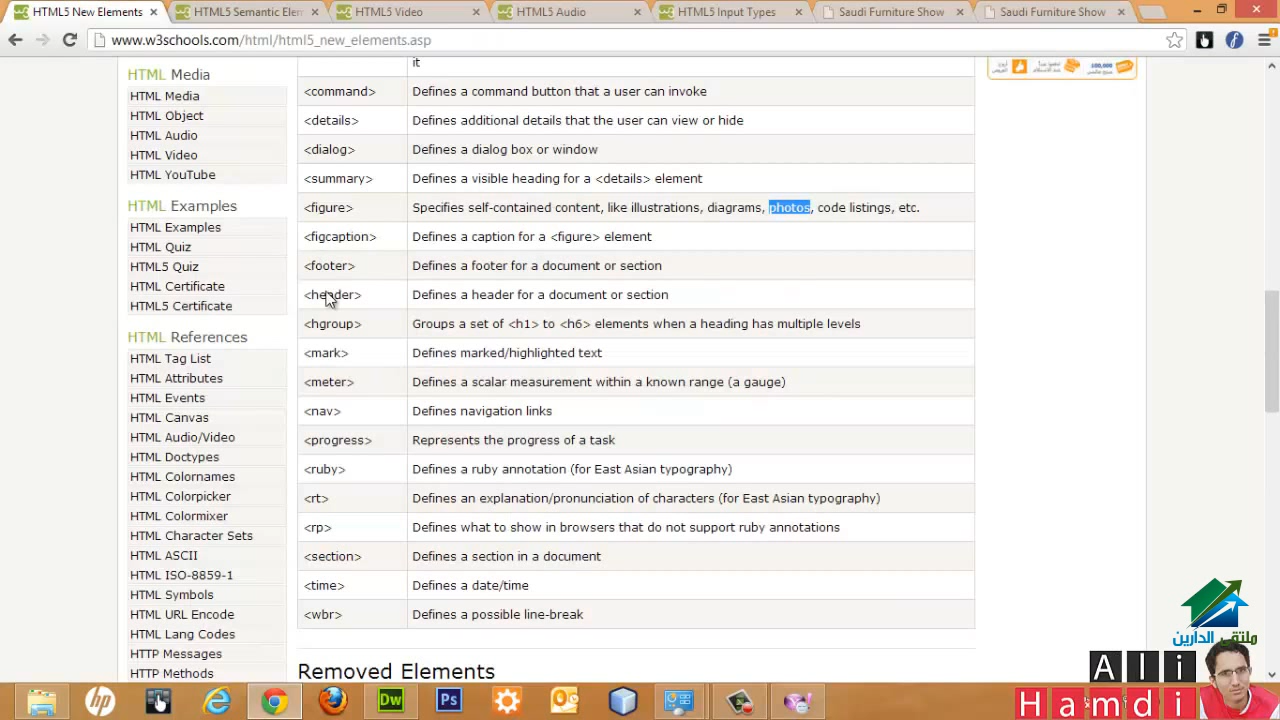 HTML5 New Elements
HTML5 Semantic Elem
HTML5 Video
HTML5 Audio
HTML5 Input Types
Saudi Furniture Show
Saudi Furniture Show
www.w3schools.com/html/html5_new_elements.asp
HTML Media
HTML Media
HTML Object
HTML Audio
HTML Video
HTML YouTube
HTML Examples
HTML Examples
HTML Quiz
HTML5 Quiz
HTML Certificate
HTML5 Certificate
HTML References
HTML Tag List
HTML Attributes
HTML Events
HTML Canvas
HTML Audio/Video
HTML Doctypes
HTML Colornames
HTML Colorpicker
HTML Colormixer
HTML Character Sets
HTML ASCII
HTML ISO-8859-1
HTML Symbols
HTML URL Encode
HTML Lang Codes
HTTP Messages
HTTP Methods
it
<command> Defines a command button that a user can invoke
<details> Defines additional details that the user can view or hide
<dialog> Defines a dialog box or window
<summary> Defines a visible heading for a <details> element
<figure> Specifies self-contained content, like illustrations, diagrams, photos, code listings, etc.
<figcaption> Defines a caption for a <figure> element
<footer> Defines a footer for a document or section
<header> Defines a header for a document or section
<hgroup> Groups a set of <h1> to <h6> elements when a heading has multiple levels
<mark> Defines marked/highlighted text
<meter> Defines a scalar measurement within a known range (a gauge)
<nav> Defines navigation links
<progress> Represents the progress of a task
<ruby> Defines a ruby annotation (for East Asian typography)
<rt> Defines an explanation/pronunciation of characters (for East Asian typography)
<rp> Defines what to show in browsers that do not support ruby annotations
<section> Defines a section in a document
<time> Defines a date/time
<wbr> Defines a possible line-break
Removed Elements
ملتقى الدارين
Ali
Hamdi
hp
Dw
Ps